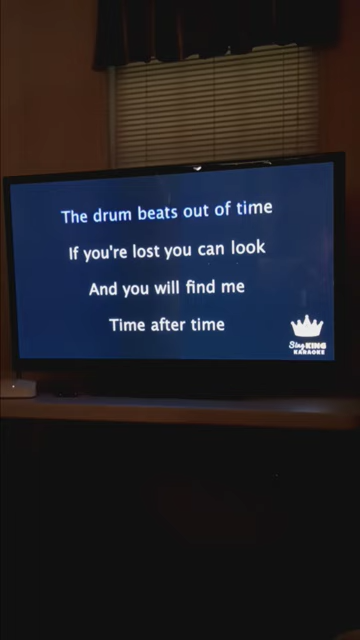 The drum beats out of time
If you're lost you can look
And you will find me
Time after time
Sing KING
KARAOKE